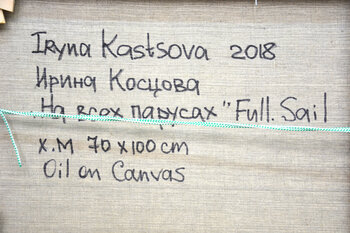 Iryna Kastsova 2018
Ирина Косцова
На всех парусах "Full. Sail
х.м 70 х 100 cm
Oil on Canvas